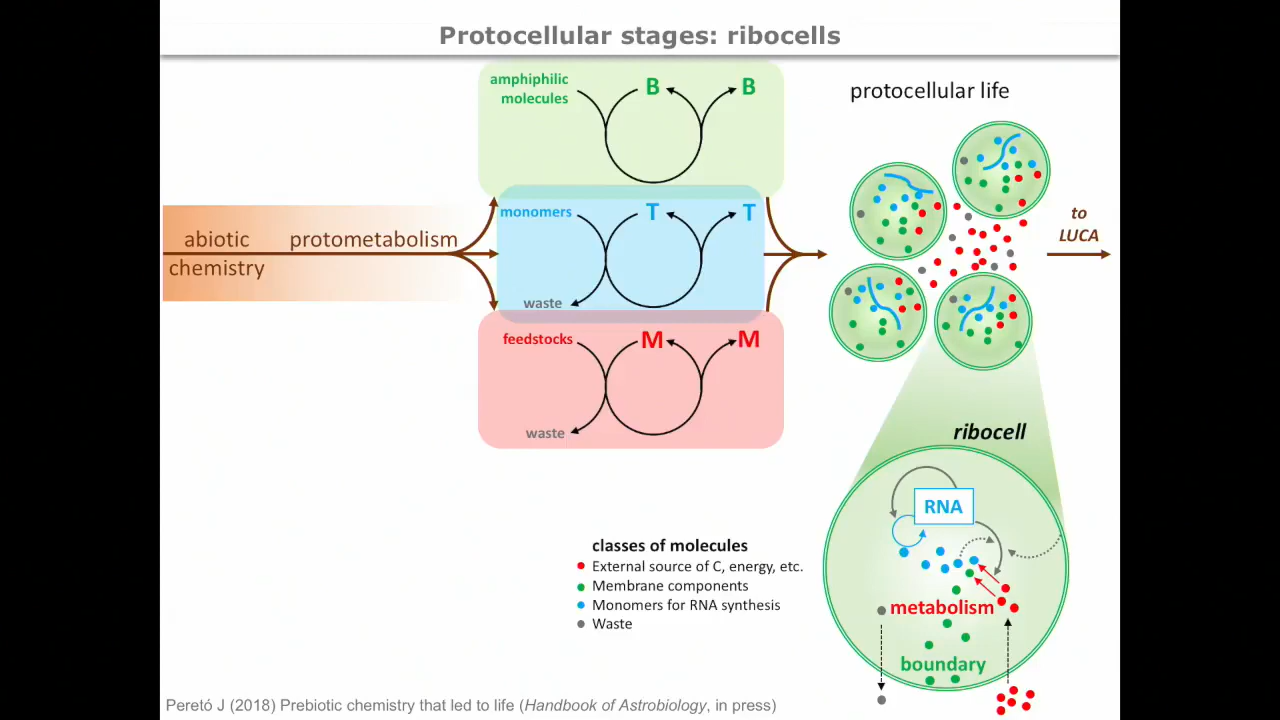 Protocellular stages: ribocells
amphiphilic
molecules
B
B
protocellular life
monomers
T
T
abiotic
protometabolism
chemistry
to
LUCA
waste
feedstocks
M
M
waste
ribocell
RNA
classes of molecules
External source of C, energy, etc.
Membrane components
Monomers for RNA synthesis
Waste
metabolism
boundary
Peretó J (2018) Prebiotic chemistry that led to life (Handbook of Astrobiology, in press)